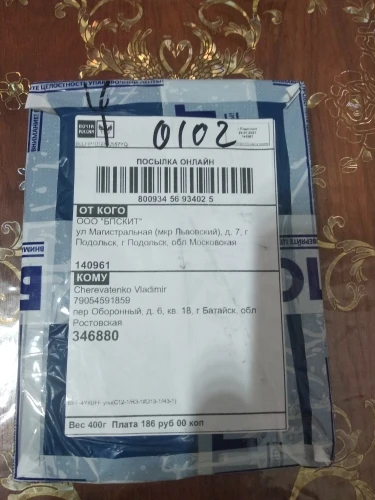 ПОЧТА
РОССИИ
0102
140961
ПОСЫЛКА ОНЛАЙН
800934 56 93402 5
ОТ КОГО
ООО "БПСКИТ"
ул Магистральная (мкр Львовский), д. 7, г
Подольск, г Подольск, обл Московская
140961
КОМУ
Cherevatenko Vladimir
79054591859
пер Оборонный, д. 6, кв. 18, г Батайск, обл
Ростовская
346880
Вес 400г Плата 186 руб 00 коп
ВНИМАНИЕ!